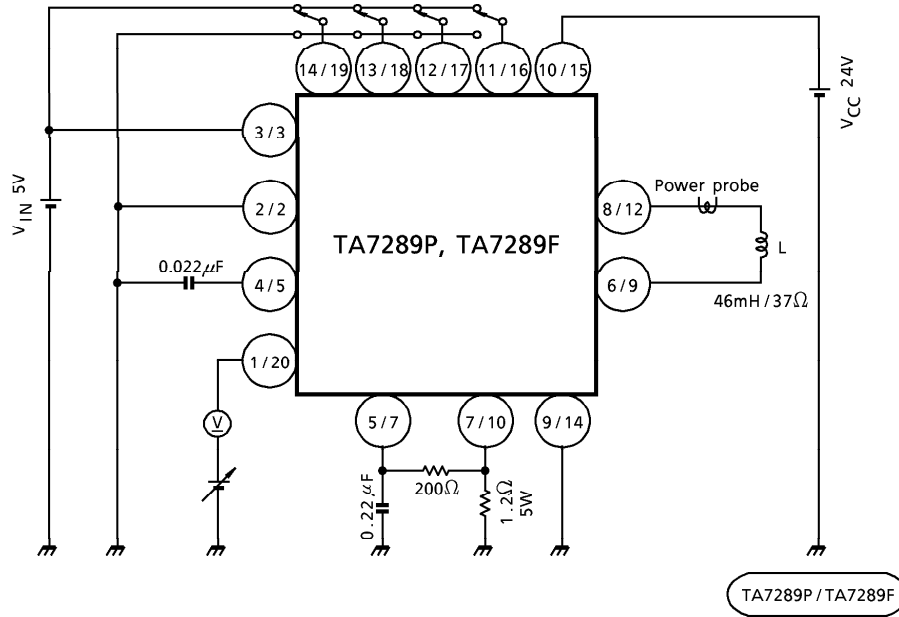 14/19 13/18 12/17 11/16 10/15
VCC 24V
3/3
VIN 5V
2/2
8/12
Power probe
TA7289P, TA7289F
L
0.022μF
4/5
6/9
46mH/37Ω
1/20
V
5/7 7/10 9/14
0.22μF
200Ω
1.2Ω
5W
TA7289P/TA7289F